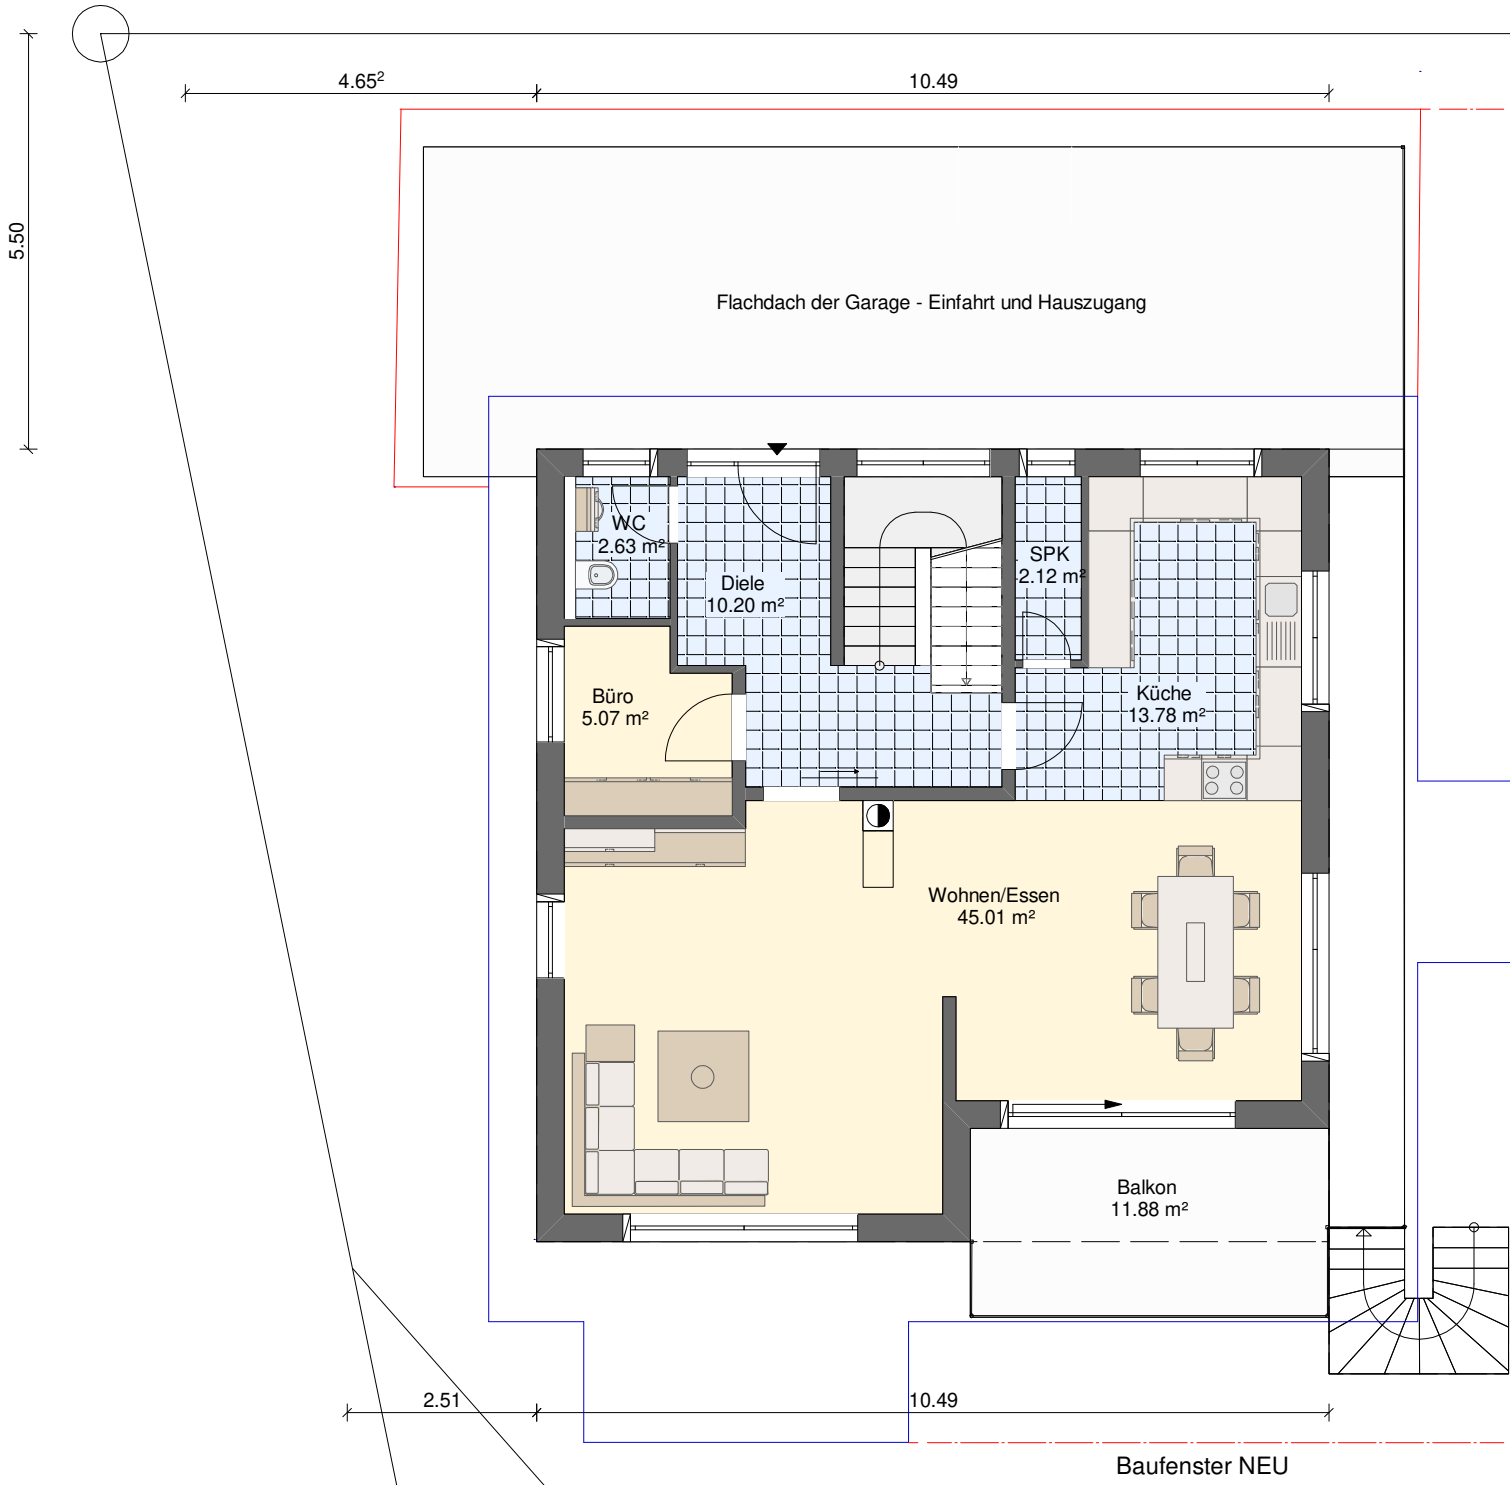 4.65²
10.49
5.50
Flachdach der Garage - Einfahrt und Hauszugang
WC
2.63 m²
Diele
10.20 m²
SPK
2.12 m²
Büro
5.07 m²
Küche
13.78 m²
Wohnen/Essen
45.01 m²
Balkon
11.88 m²
2.51
10.49
Baufenster NEU